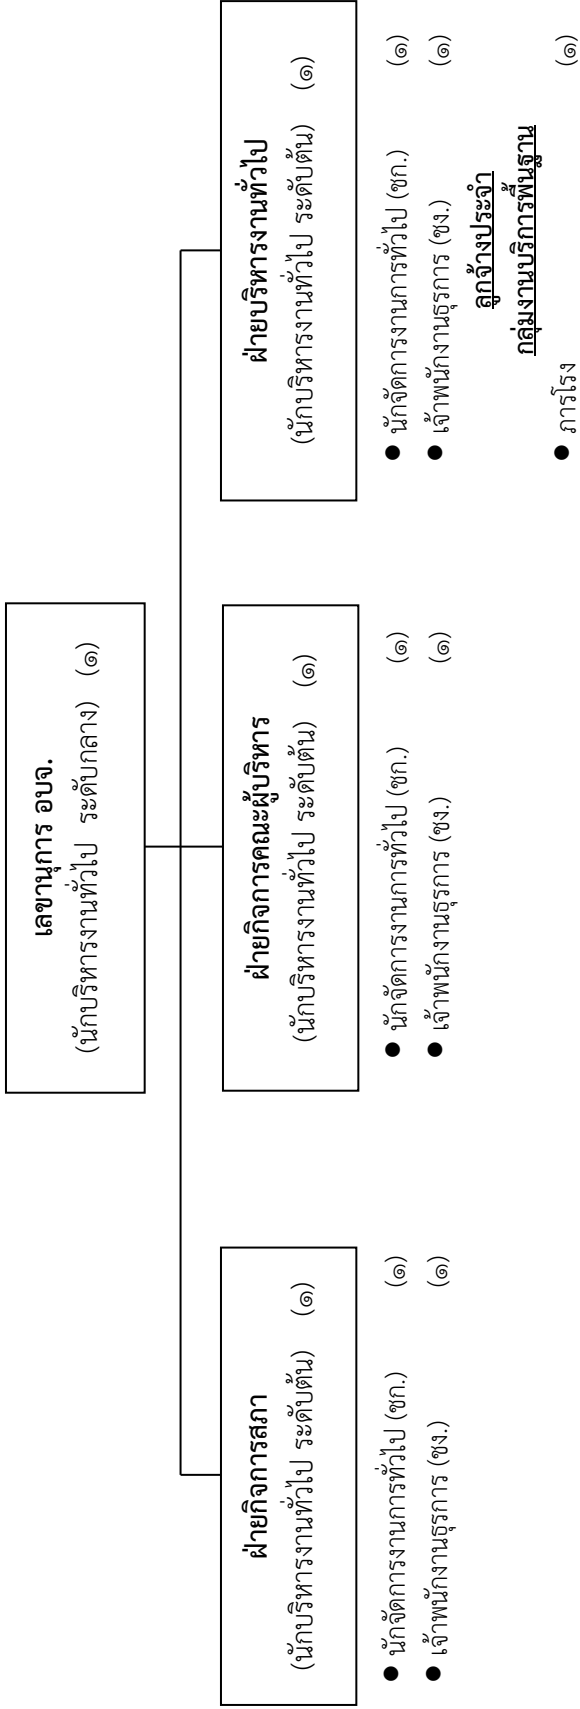 เลขานุการ อบจ.
(นักบริหารงานทั่วไป ระดับกลาง) (๑)
ฝ่ายกิจการสภา
(นักบริหารงานทั่วไป ระดับต้น) (๑)
● นักจัดการงานการทั่วไป (ชก.) (๑)
● เจ้าพนักงานธุรการ (ชง.) (๑)
ฝ่ายกิจการคณะผู้บริหาร
(นักบริหารงานทั่วไป ระดับต้น) (๑)
● นักจัดการงานการทั่วไป (ชก.) (๑)
● เจ้าพนักงานธุรการ (ชง.) (๑)
ฝ่ายบริหารงานทั่วไป
(นักบริหารงานทั่วไป ระดับต้น) (๑)
● นักจัดการงานการทั่วไป (ชก.) (๑)
● เจ้าพนักงานธุรการ (ชง.) (๑)
ลูกจ้างประจำ
กลุ่มงานบริการพื้นฐาน
● ภารโรง (๑)